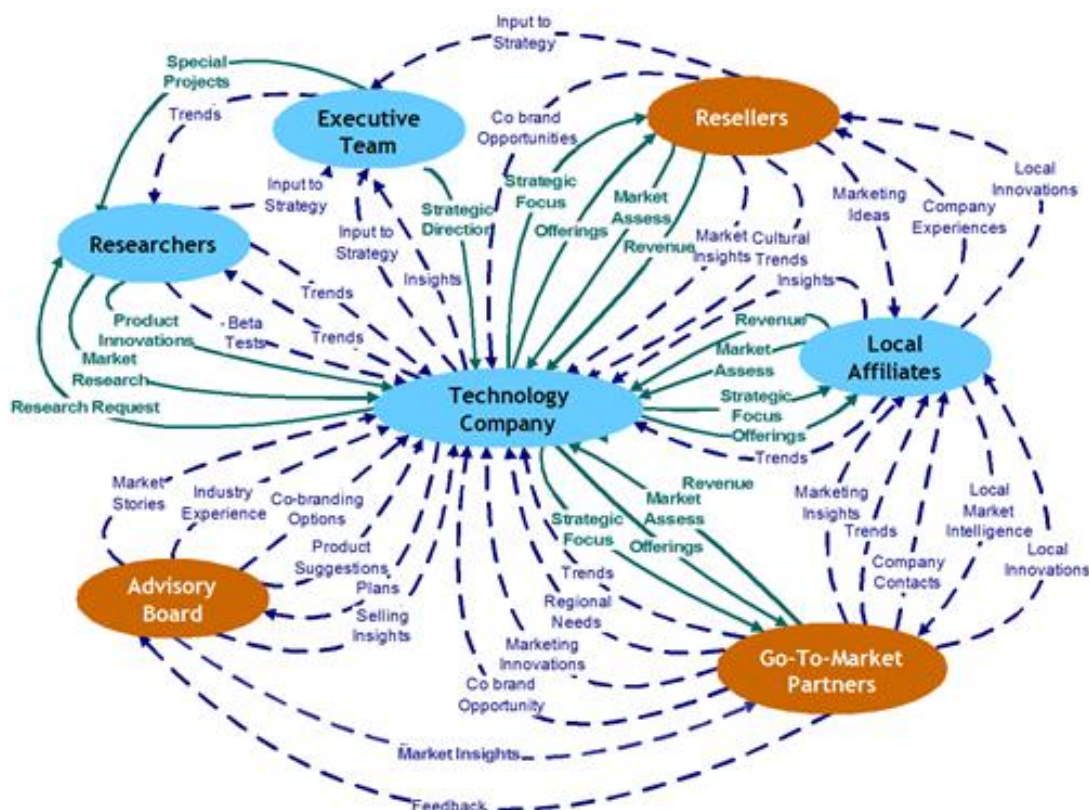 Input to
Strategy
Special
Projects
Trends
Executive
Team
Co brand
Opportunities
Resellers
Local
Innovations
Input to
Strategy
Strategic
Direction
Strategic
Focus
Offerings
Market
Assess
Revenue
Marketing
Ideas
Company
Experiences
Researchers
Input to
Strategy
Insights
Market
Insights
Cultural
Trends
Insights
Trends
Trends
Product
Innovations
Beta
Tests
Market
Research
Research Request
Revenue
Market
Assess
Local
Affiliates
Technology
Company
Strategic
Focus
Offerings
Trends
Market
Stories
Industry
Experience
Co-branding
Options
Product
Suggestions
Plans
Selling
Insights
Strategic
Focus
Offerings
Market
Assess
Revenue
Marketing
Insights
Trends
Company
Contacts
Local
Market
Intelligence
Local
Innovations
Advisory
Board
Trends
Regional
Needs
Marketing
Innovations
Co brand
Opportunity
Go-To-Market
Partners
Market Insights
Feedback